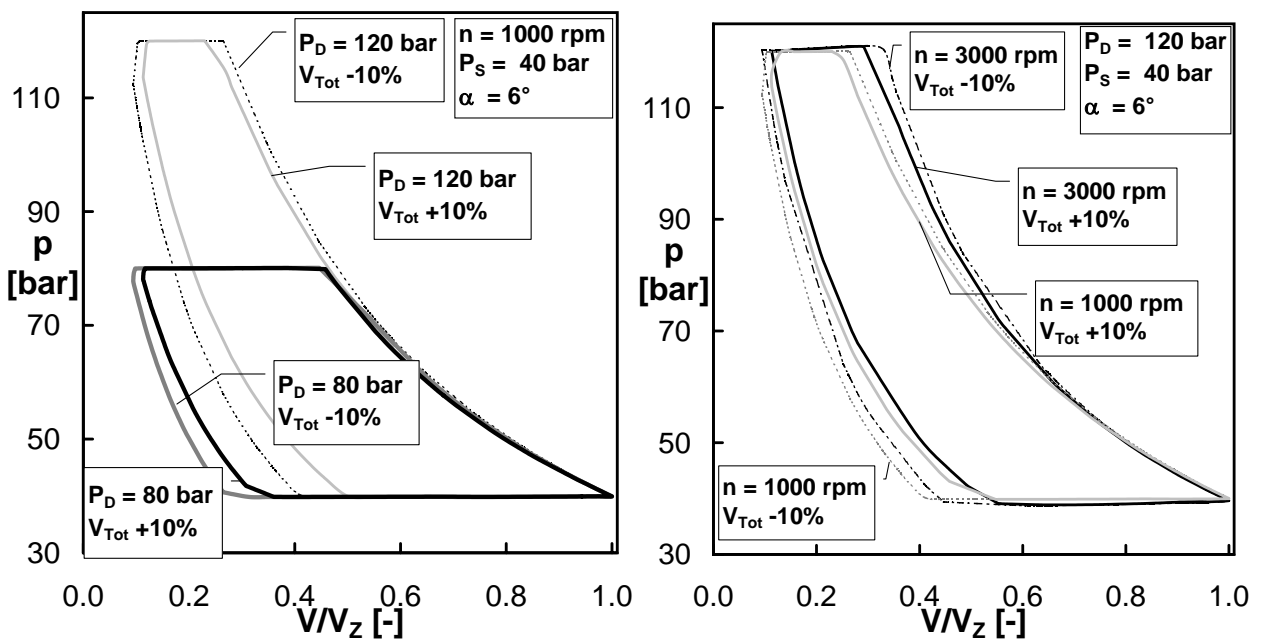 P_D = 120 bar
V_Tot -10%
n = 1000 rpm
P_S = 40 bar
α = 6°
P_D = 120 bar
V_Tot +10%
P_D = 80 bar
V_Tot -10%
P_D = 80 bar
V_Tot +10%
110
90
p
[bar]
70
50
30
0.0 0.2 0.4 0.6 0.8 1.0
V/V_Z [-]
n = 3000 rpm
V_Tot -10%
P_D = 120 bar
P_S = 40 bar
α = 6°
n = 3000 rpm
V_Tot +10%
n = 1000 rpm
V_Tot +10%
n = 1000 rpm
V_Tot -10%
110
90
p
[bar]
70
50
30
0.0 0.2 0.4 0.6 0.8 1.0
V/V_Z [-]